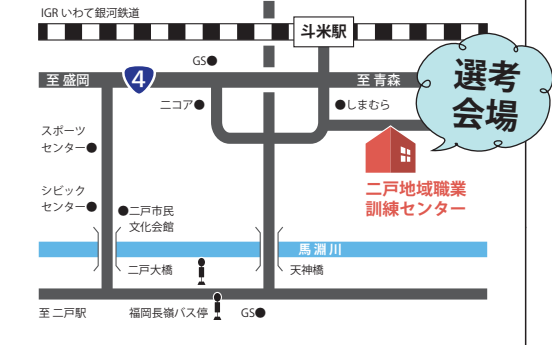 IGR いわて銀河鉄道
斗米駅
GS
至 盛岡
4
至 青森
選考
会場
ニコア
しまむら
スポーツ
センター
二戸地域職業
訓練センター
シビック
センター
二戸市民
文化会館
馬淵川
二戸大橋
天神橋
至 二戸駅
福岡長嶺バス停
GS